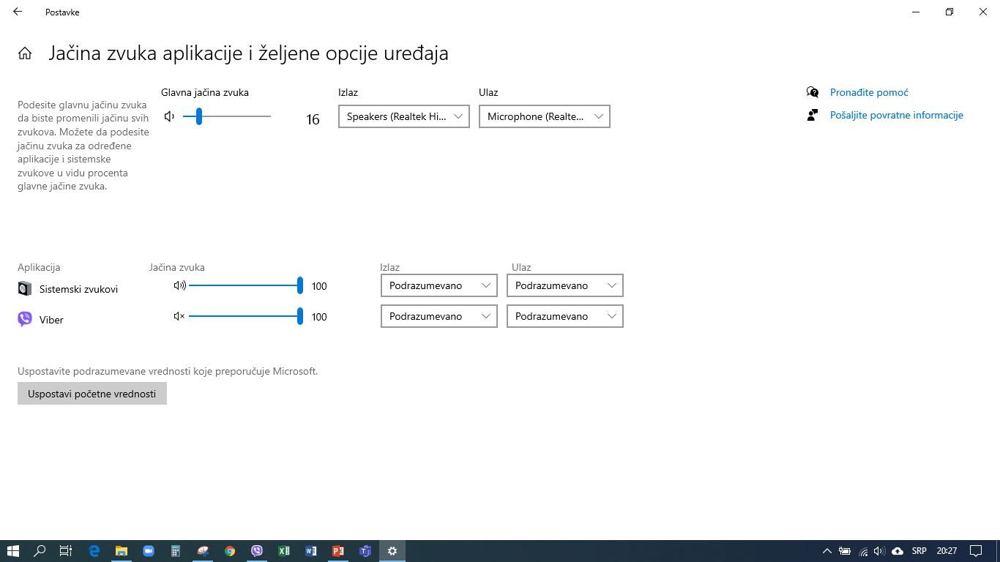 Postavke
Jačina zvuka aplikacije i željene opcije uređaja
Podesite glavnu jačinu zvuka
da biste promenili jačinu svih
zvukova. Možete da podesite
jačinu zvuka za određene
aplikacije i sistemske
zvukove u vidu procenta
glavne jačine zvuka.
Glavna jačina zvuka
16
Izlaz
Speakers (Realtek Hi...
Ulaz
Microphone (Realte...
Pronađite pomoć
Pošaljite povratne informacije
Aplikacija Jačina zvuka Izlaz Ulaz
Sistemski zvukovi 100 Podrazumevano Podrazumevano
Viber 100 Podrazumevano Podrazumevano
Uspostavite podrazumevane vrednosti koje preporučuje Microsoft.
Uspostavi početne vrednosti
SRP 20:27